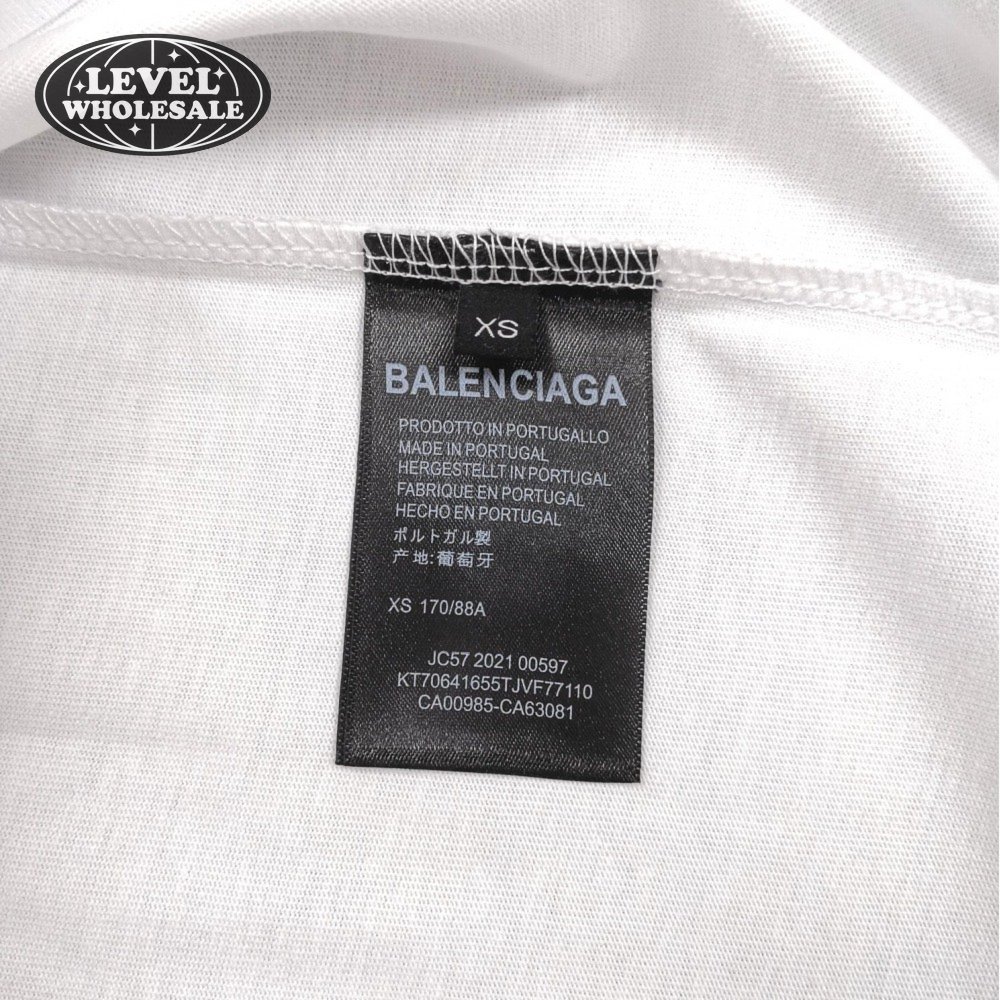 LEVEL
WHOLESALE
XS
BALENCIAGA
PRODOTTO IN PORTUGALLO
MADE IN PORTUGAL
HERGESTELLT IN PORTUGAL
FABRIQUE EN PORTUGAL
HECHO EN PORTUGAL
ポルトガル製
产地:葡萄牙
XS 170/88A
JC57 2021 00597
KT70641655TJVF77110
CA00985-CA63081